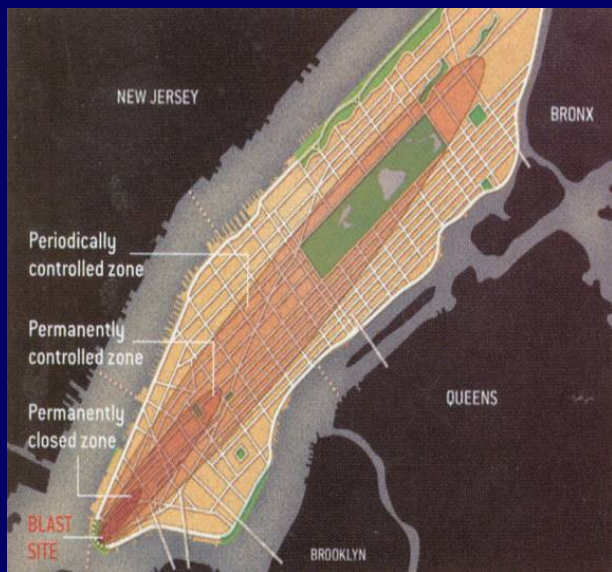 NEW JERSEY
BRONX
Periodically
controlled zone
Permanently
controlled zone
Permanently
closed zone
QUEENS
BLAST
SITE
BROOKLYN